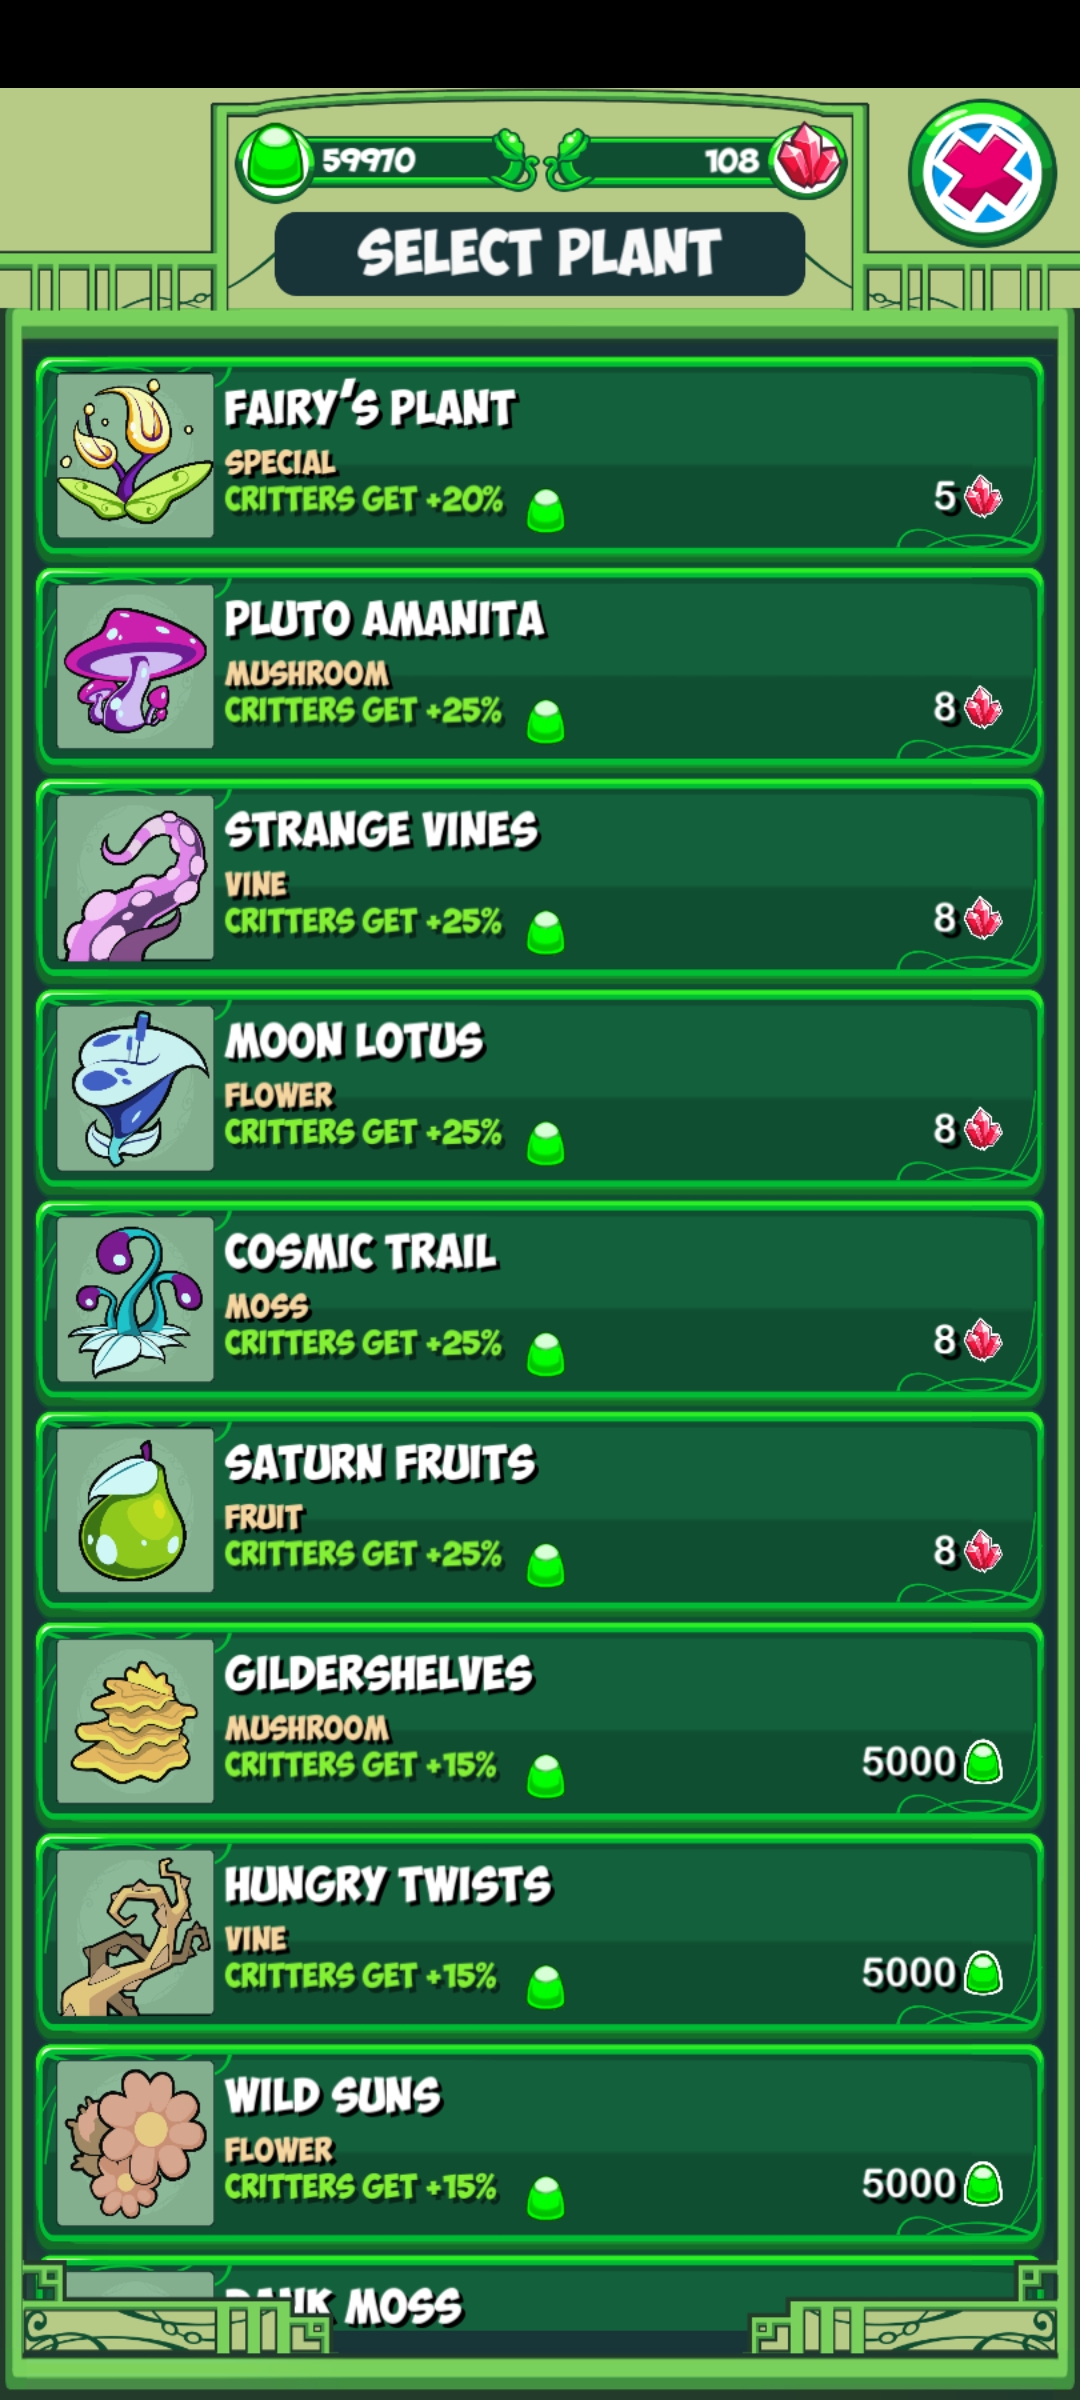 59970
108
SELECT PLANT
FAIRY'S PLANT
SPECIAL
CRITTERS GET +20%
5
PLUTO AMANITA
MUSHROOM
CRITTERS GET +25%
8
STRANGE VINES
VINE
CRITTERS GET +25%
8
MOON LOTUS
FLOWER
CRITTERS GET +25%
8
COSMIC TRAIL
MOSS
CRITTERS GET +25%
8
SATURN FRUITS
FRUIT
CRITTERS GET +25%
8
GILDERSHELVES
MUSHROOM
CRITTERS GET +15%
5000
HUNGRY TWISTS
VINE
CRITTERS GET +15%
5000
WILD SUNS
FLOWER
CRITTERS GET +15%
5000
MOSS